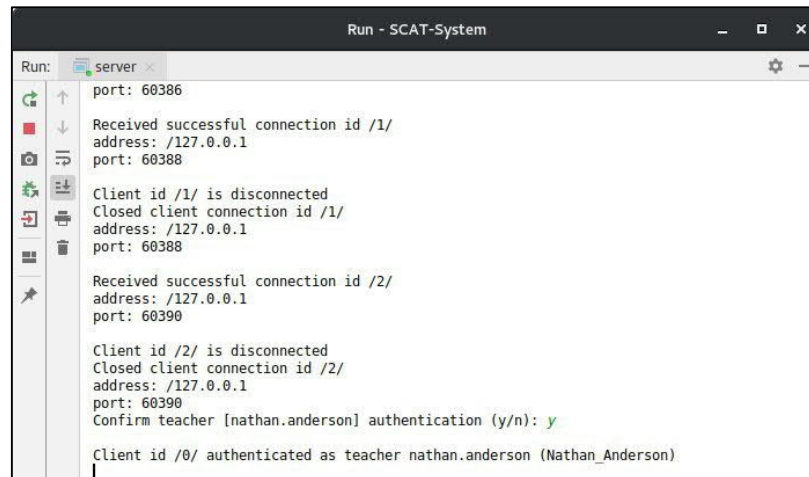 Run - SCAT-System
Run:
server
port: 60386
Received successful connection id /1/
address: /127.0.0.1
port: 60388
Client id /1/ is disconnected
Closed client connection id /1/
address: /127.0.0.1
port: 60388
Received successful connection id /2/
address: /127.0.0.1
port: 60390
Client id /2/ is disconnected
Closed client connection id /2/
address: /127.0.0.1
port: 60390
Confirm teacher [nathan.anderson] authentication (y/n): y
Client id /0/ authenticated as teacher nathan.anderson (Nathan_Anderson)